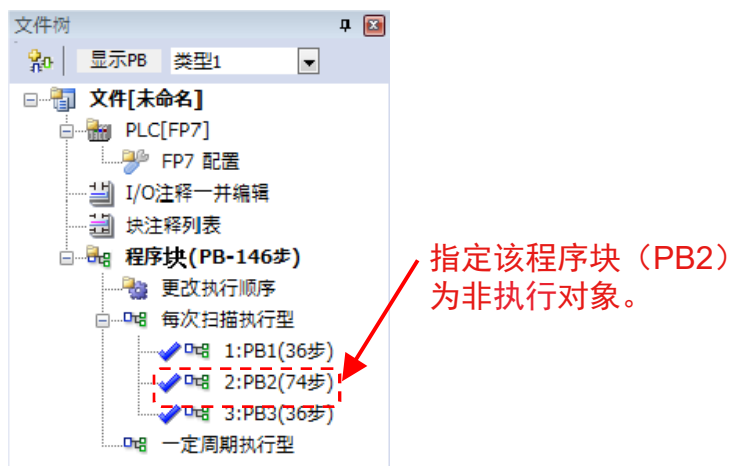 文件树
显示PB 类型1
文件[未命名]
PLC[FP7]
FP7 配置
I/O注释一并编辑
块注释列表
程序块(PB-146步)
更改执行顺序
每次扫描执行型
1:PB1(36步)
2:PB2(74步)
3:PB3(36步)
一定周期执行型
指定该程序块（PB2）
为非执行对象。